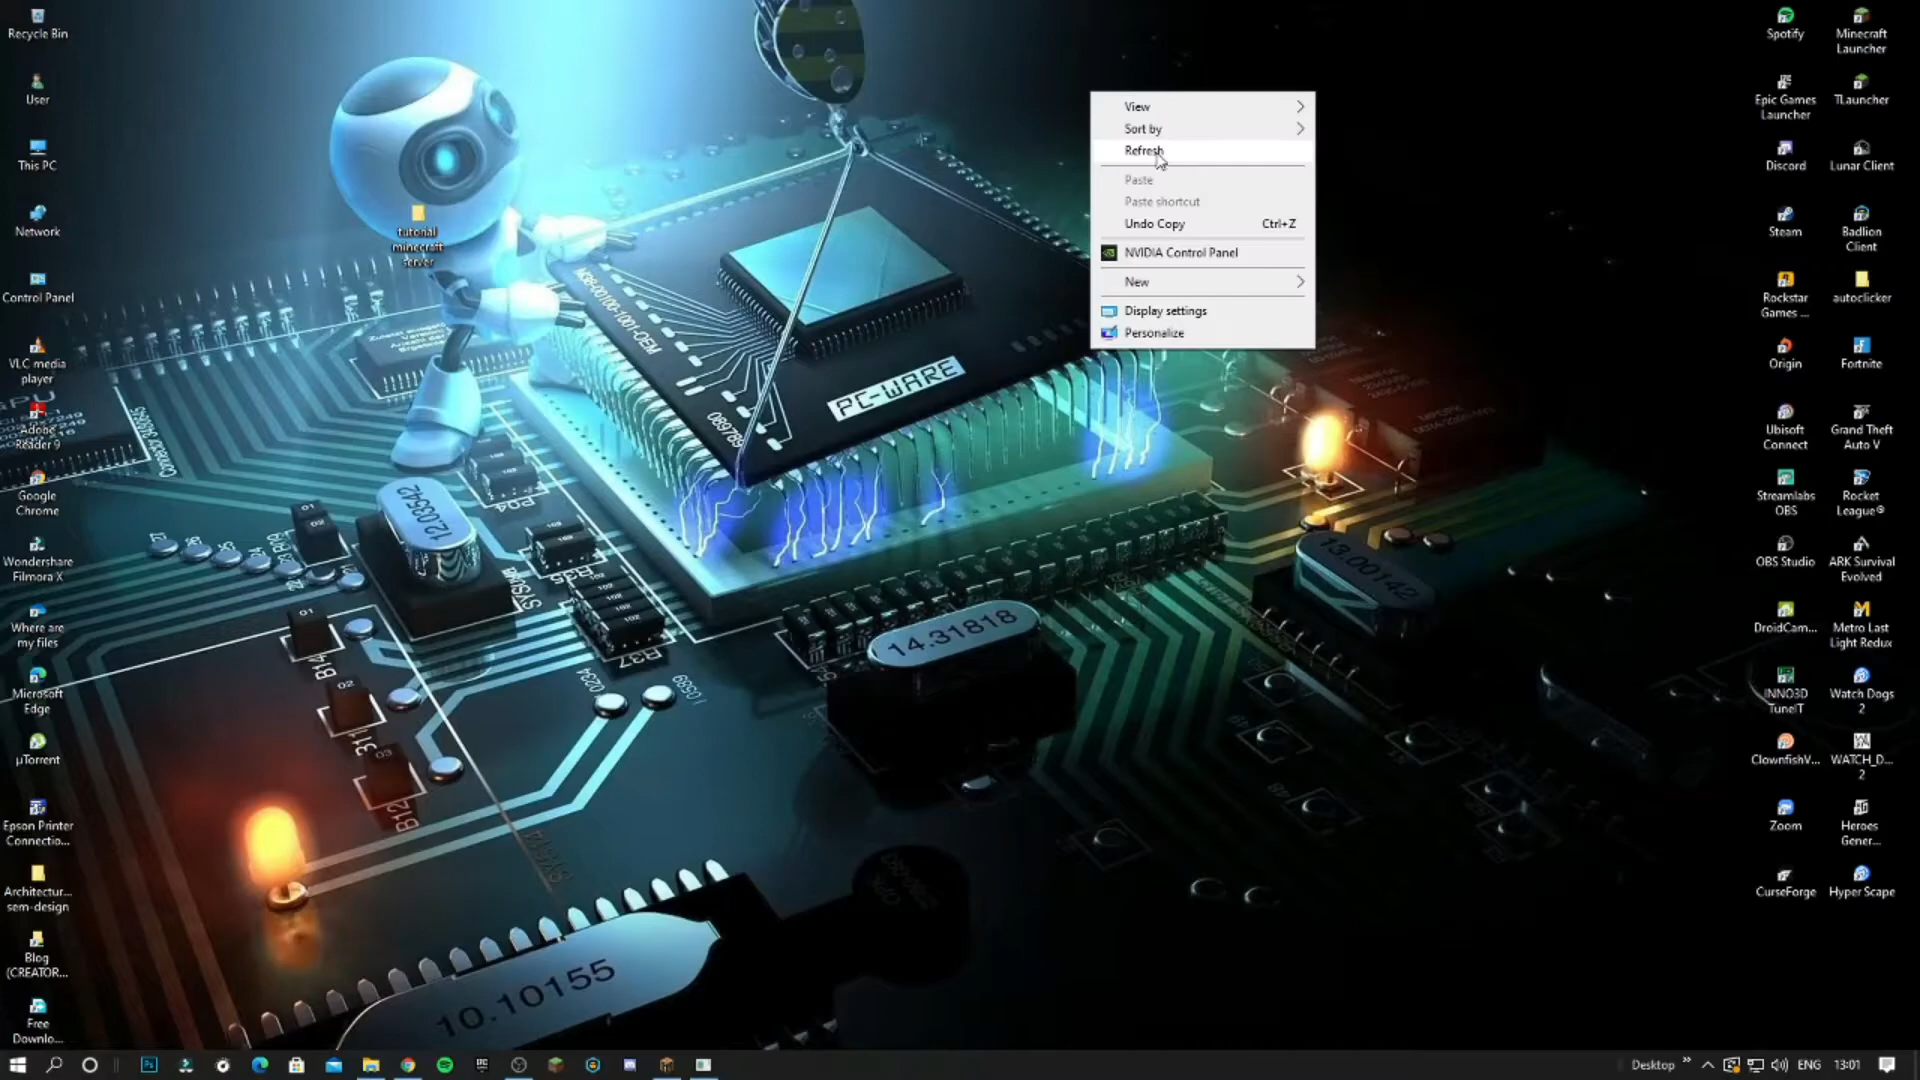 Recycle Bin
User
This PC
Network
Control Panel
VLC media
player
Adobe
Reader 9
Google
Chrome
Wondershare
Filmora X
Where are
my files
Microsoft
Edge
µTorrent
Epson Printer
Connectio...
Architectur...
sem-design
Blog
(CREATOR...
Free
Downlo...
tutorial
minecraft
server
View
Sort by
Refresh
Paste
Paste shortcut
Undo Copy Ctrl+Z
NVIDIA Control Panel
New
Display settings
Personalize
PC-WARE
089780
12.03542
14.31818
13.00142
10.10155
R37
B14
B11
B12
0234
0589
Spotify
Minecraft
Launcher
Epic Games
Launcher
TLauncher
Discord
Lunar Client
Steam
Badlion
Client
Rockstar
Games ...
autoclicker
Origin
Fortnite
Ubisoft
Connect
Grand Theft
Auto V
Streamlabs
OBS
Rocket
League®
OBS Studio
ARK Survival
Evolved
DroidCam...
Metro Last
Light Redux
INNO3D
TuneIT
Watch Dogs
2
ClownfishV...
WATCH_D...
2
Zoom
Heroes
Gener...
CurseForge
Hyper Scape
Desktop
ENG
13:01